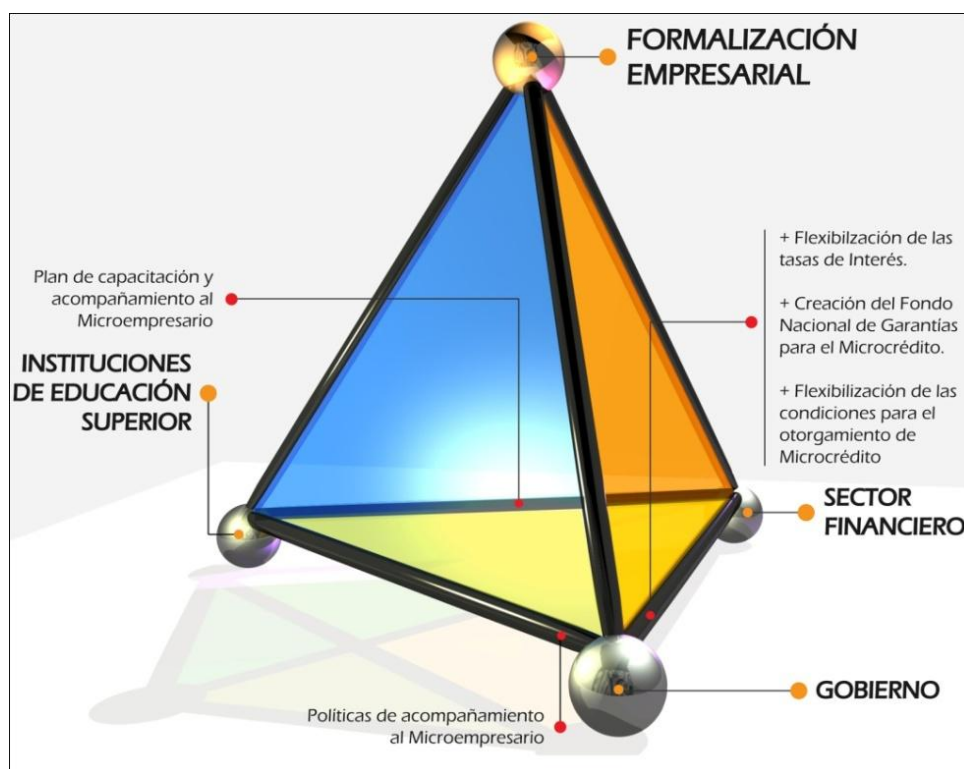 FORMALIZACIÓN
EMPRESARIAL
Plan de capacitación y
acompañamiento al
Microempresario
INSTITUCIONES
DE EDUCACIÓN
SUPERIOR
+ Flexibilzación de las
tasas de Interés.
+ Creación del Fondo
Nacional de Garantías
para el Microcrédito.
+ Flexibilización de las
condiciones para el
otorgamiento de
Microcrédito
SECTOR
FINANCIERO
GOBIERNO
Políticas de acompañamiento
al Microempresario